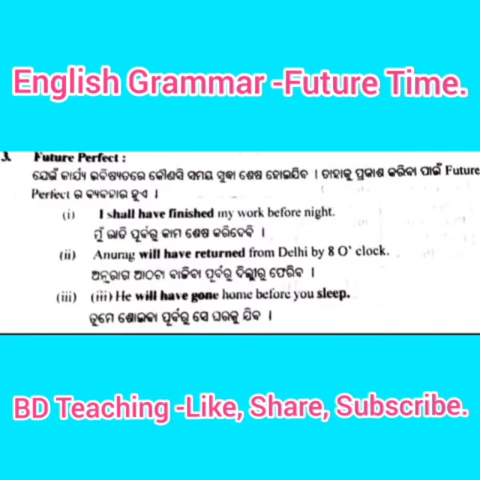 English Grammar -Future Time.
3. Future Perfect :
ଯେଉଁ କାର୍ଯ୍ୟ ଭବିଷ୍ୟତରେ କୌଣସି ସମୟ ସୁଦ୍ଧା ଶେଷ ହୋଇଯିବ । ତାହାକୁ ପ୍ରକାଶ କରିବା ପାଇଁ Future
Perfect ର ବ୍ୟବହାର ହୁଏ ।
(i) I shall have finished my work before night.
ମୁଁ ରାତି ପୂର୍ବରୁ କାମ ଶେଷ କରିଦେବି ।
(ii) Anurag will have returned from Delhi by 8 O' clock.
ଅନୁରାଗ ଆଠଟା ବାଜିବା ପୂର୍ବରୁ ଦିଲ୍ଲୀରୁ ଫେରିବ ।
(iii) (iii) He will have gone home before you sleep.
ତୁମେ ଶୋଇବା ପୂର୍ବରୁ ସେ ଘରକୁ ଯିବ ।
BD Teaching -Like, Share, Subscribe.